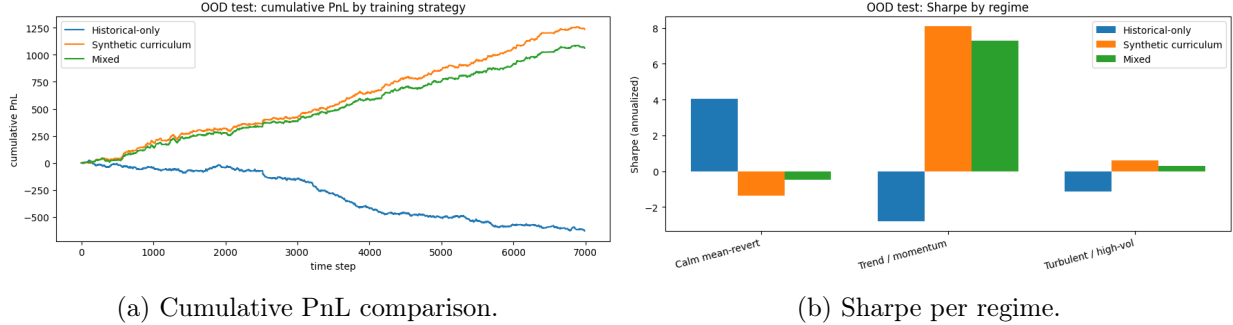 OOD test: cumulative PnL by training strategy
Historical-only
Synthetic curriculum
Mixed
1250
1000
750
500
250
0
−250
−500
cumulative PnL
0 1000 2000 3000 4000 5000 6000 7000
time step
(a) Cumulative PnL comparison.
OOD test: Sharpe by regime
Historical-only
Synthetic curriculum
Mixed
8
6
4
2
0
−2
Sharpe (annualized)
Calm mean-revert
Trend / momentum
Turbulent / high-vol
(b) Sharpe per regime.